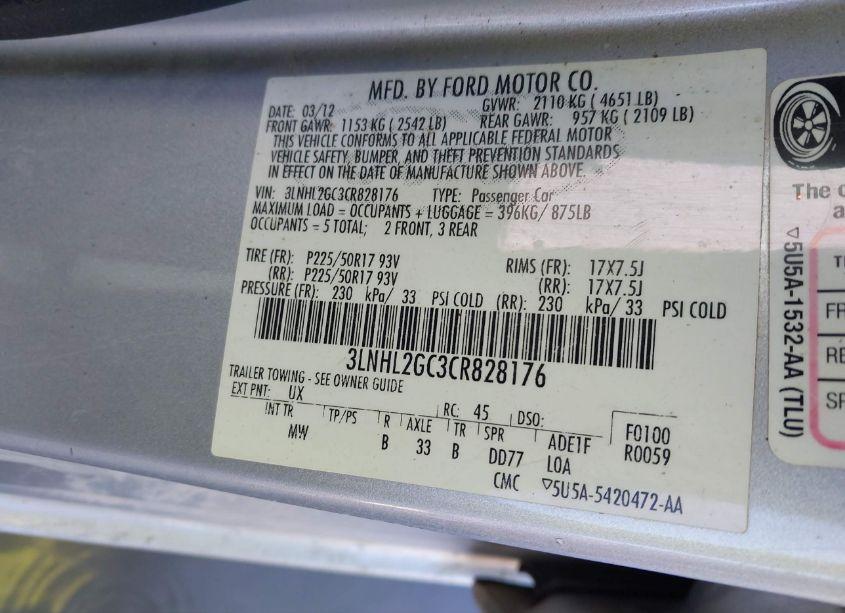 MFD. BY FORD MOTOR CO.
DATE: 03/12 GVWR: 2110 KG ( 4651 LB)
FRONT GAWR: 1153 KG ( 2542 LB) REAR GAWR: 957 KG ( 2109 LB)
THIS VEHICLE CONFORMS TO ALL APPLICABLE FEDERAL MOTOR
VEHICLE SAFETY, BUMPER, AND THEFT PREVENTION STANDARDS
IN EFFECT ON THE DATE OF MANUFACTURE SHOWN ABOVE.
VIN: 3LNHL2GC3CR828176 TYPE: Passenger Car
MAXIMUM LOAD = OCCUPANTS + LUGGAGE = 396KG/ 875LB
OCCUPANTS = 5 TOTAL; 2 FRONT, 3 REAR
TIRE (FR): P225/50R17 93V RIMS (FR): 17X7.5J
(RR): P225/50R17 93V (RR): 17X7.5J
PRESSURE (FR): 230 kPa/ 33 PSI COLD (RR): 230 kPa/ 33 PSI COLD
3LNHL2GC3CR828176
TRAILER TOWING - SEE OWNER GUIDE
EXT PNT: UX RC: 45 DSO:
INT TR TP/PS R AXLE TR SPR ADE1F F0100
MW B 33 B DD77 LOA R0059
CMC ▽5U5A-5420472-AA
The
a
▽5U5A-1532-AA (TLU)
FR
RE
SP